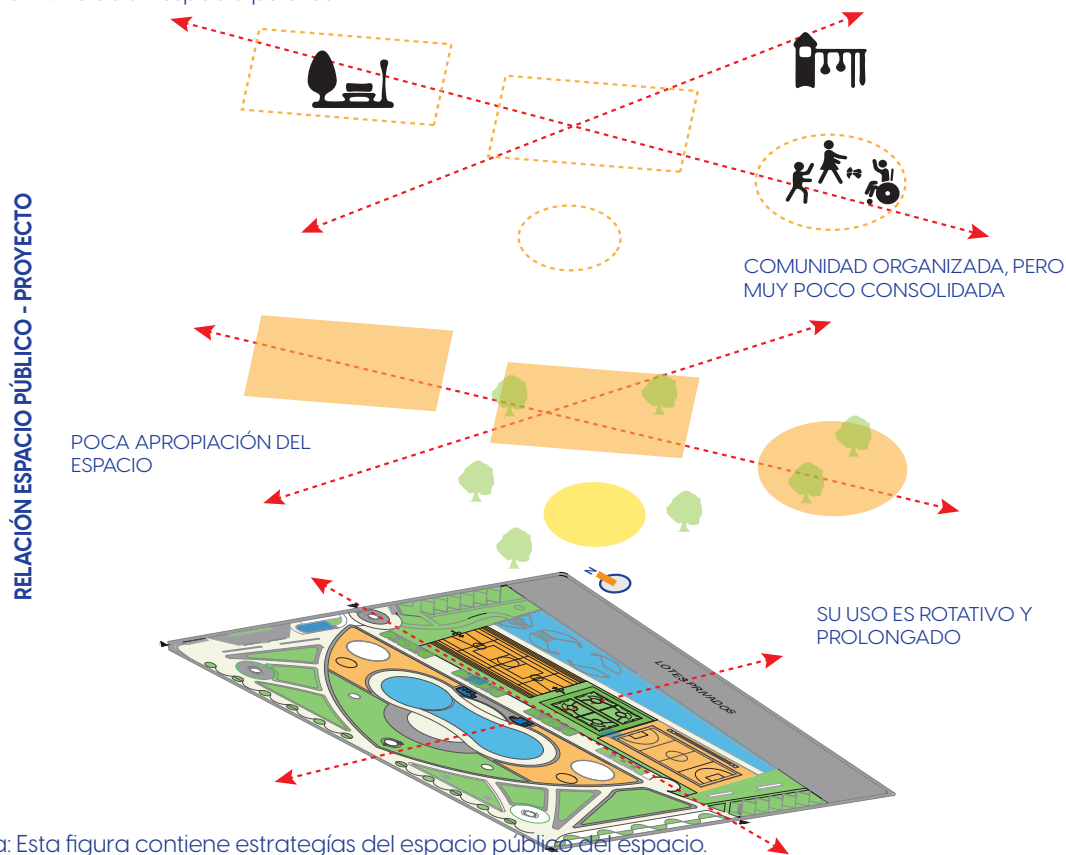 RELACIÓN ESPACIO PÚBLICO - PROYECTO
COMUNIDAD ORGANIZADA, PERO
MUY POCO CONSOLIDADA
POCA APROPIACIÓN DEL
ESPACIO
N
SU USO ES ROTATIVO Y
PROLONGADO
LOTES PRIVADOS
a: Esta figura contiene estrategías del espacio público del espacio.